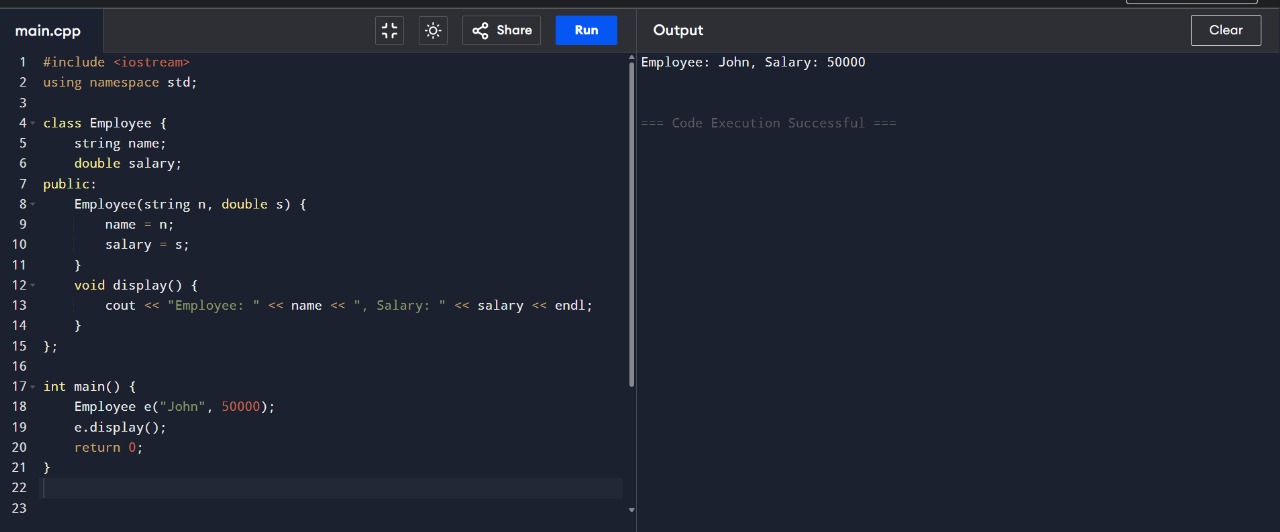 main.cpp
Share
Run
Output
Clear
1 #include <iostream>
2 using namespace std;
3
4 class Employee {
5     string name;
6     double salary;
7 public:
8     Employee(string n, double s) {
9         name = n;
10         salary = s;
11     }
12     void display() {
13         cout << "Employee: " << name << ", Salary: " << salary << endl;
14     }
15 };
16
17 int main() {
18     Employee e("John", 50000);
19     e.display();
20     return 0;
21 }
22
23
Employee: John, Salary: 50000
=== Code Execution Successful ===